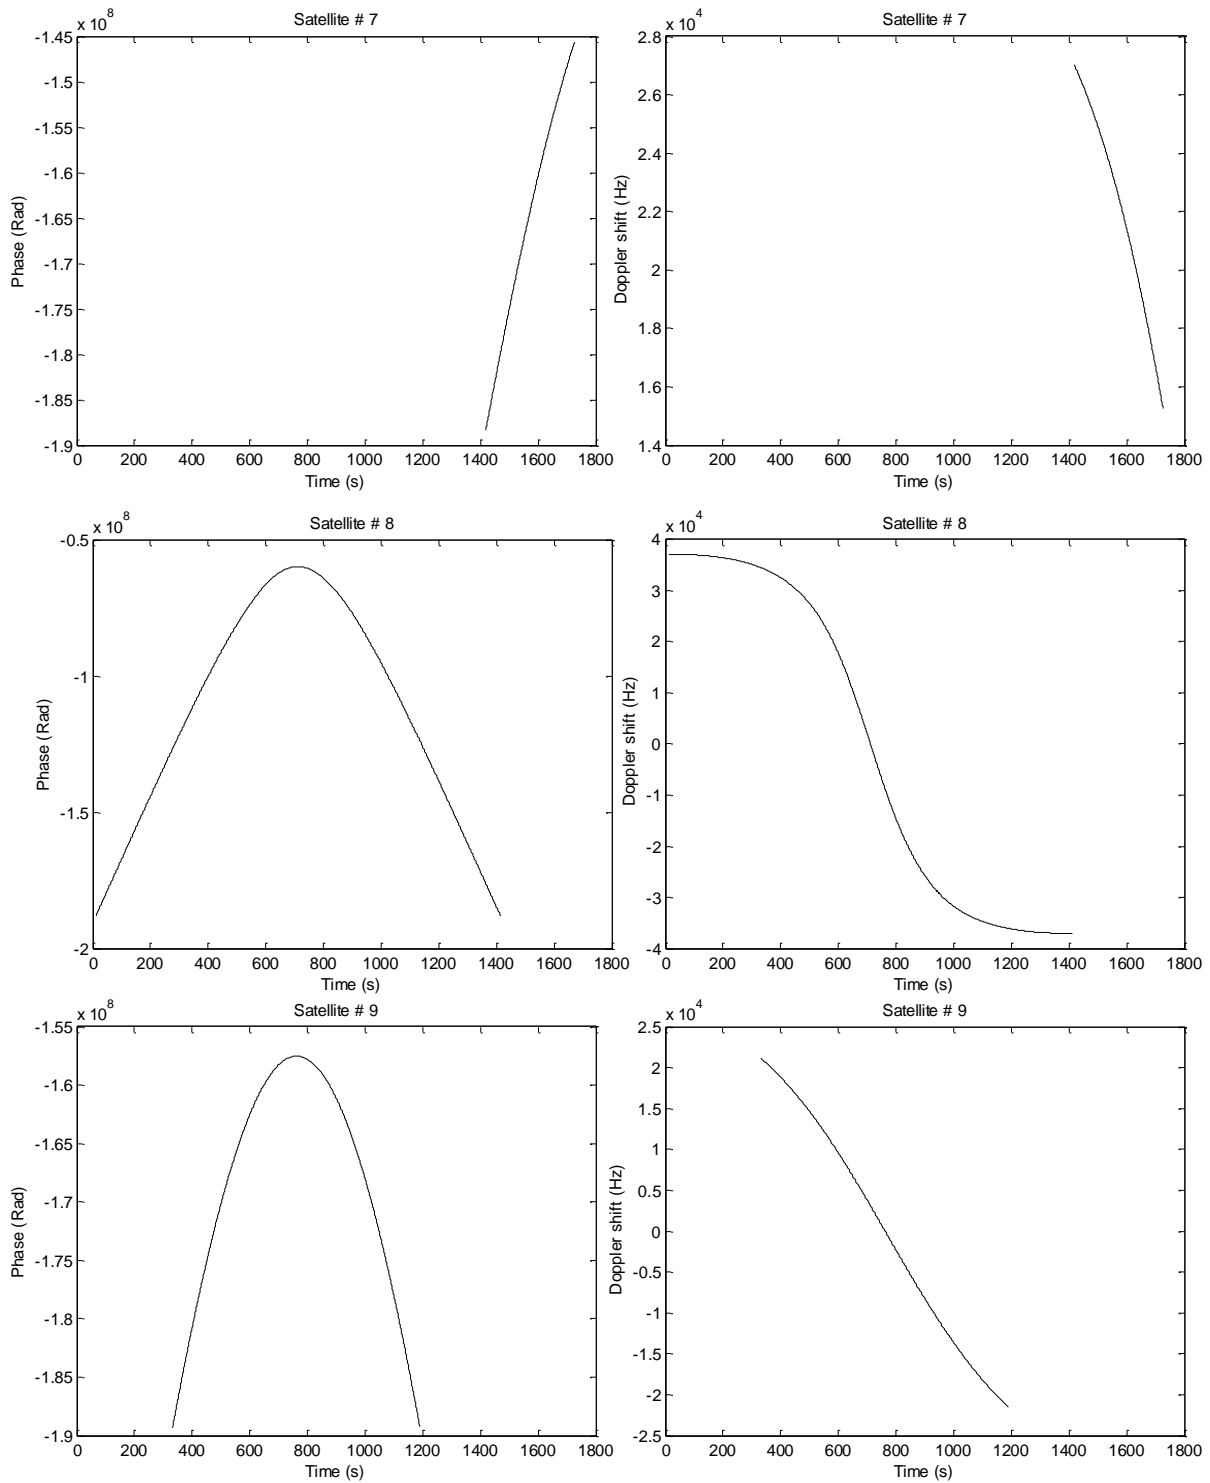 x 10^8
Satellite # 7
-1.45
-1.5
-1.55
-1.6
-1.65
-1.7
-1.75
-1.8
-1.85
-1.9
Phase (Rad)
0 200 400 600 800 1000 1200 1400 1600 1800
Time (s)
x 10^4
Satellite # 7
2.8
2.6
2.4
2.2
2
1.8
1.6
1.4
Doppler shift (Hz)
0 200 400 600 800 1000 1200 1400 1600 1800
Time (s)
x 10^8
Satellite # 8
-0.5
-1
-1.5
-2
Phase (Rad)
0 200 400 600 800 1000 1200 1400 1600 1800
Time (s)
x 10^4
Satellite # 8
4
3
2
1
0
-1
-2
-3
-4
Doppler shift (Hz)
0 200 400 600 800 1000 1200 1400 1600 1800
Time (s)
x 10^8
Satellite # 9
-1.55
-1.6
-1.65
-1.7
-1.75
-1.8
-1.85
-1.9
Phase (Rad)
0 200 400 600 800 1000 1200 1400 1600 1800
Time (s)
x 10^4
Satellite # 9
2.5
2
1.5
1
0.5
0
-0.5
-1
-1.5
-2
-2.5
Doppler shift (Hz)
0 200 400 600 800 1000 1200 1400 1600 1800
Time (s)